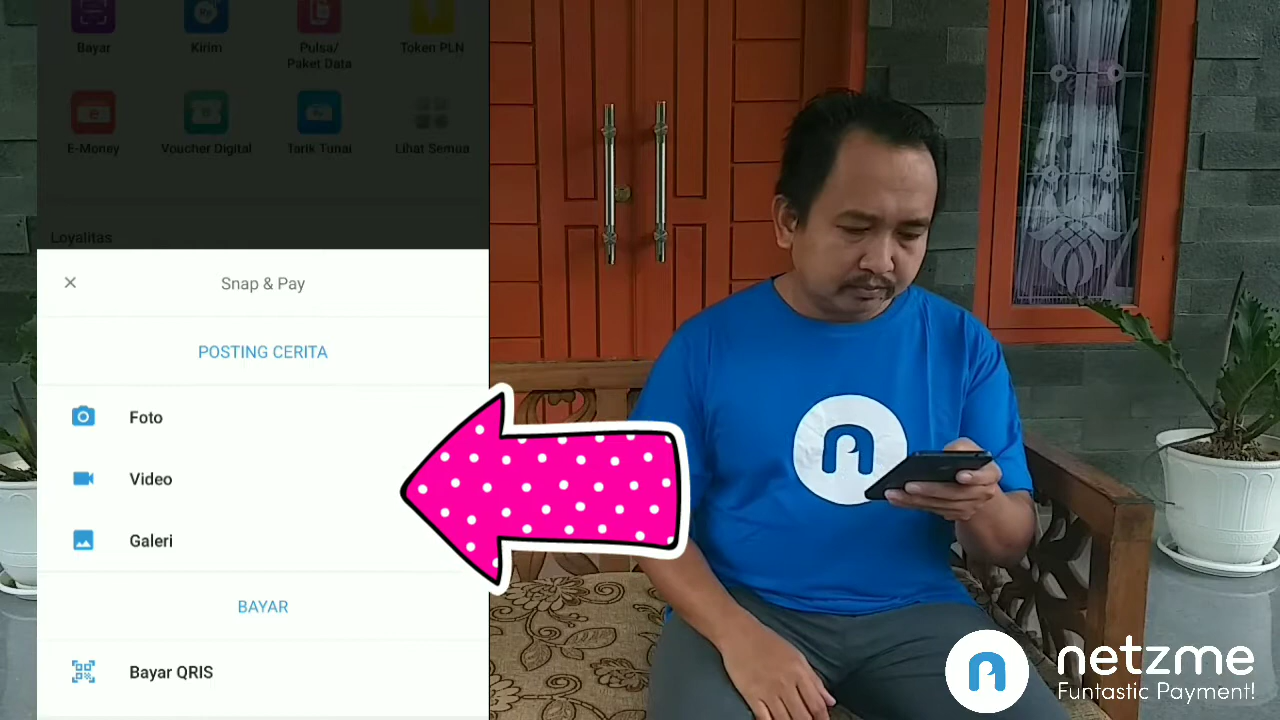 Bayar
Kirim
Pulsa/
Paket Data
Token PLN
E-Money
Voucher Digital
Tarik Tunai
Lihat Semua
Loyalitas
Snap & Pay
POSTING CERITA
Foto
Video
Galeri
BAYAR
Bayar QRIS
netzme
Funtastic Payment!